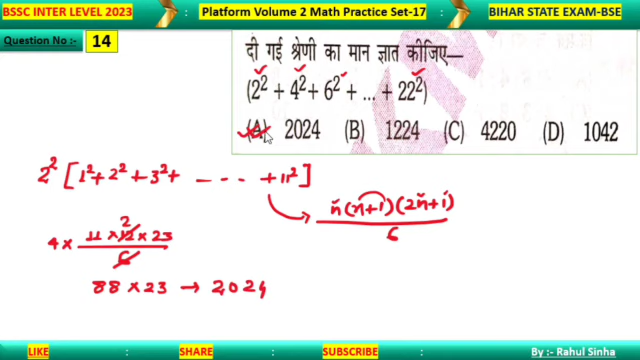 BSSC INTER LEVEL 2023 : Platform Volume 2 Math Practice Set-17 : BIHAR STATE EXAM-BSE
Question No :- 14
दी गई श्रेणी का मान ज्ञात कीजिए–
(2² + 4² + 6² + ... + 22²)
(A) 2024 (B) 1224 (C) 4220 (D) 1042
2² [1² + 2² + 3² + - - - - + 11²]
n(n+1)(2n+1)
6
2
4 × 11 × 12 × 23
6
88 × 23 → 2024
LIKE : SHARE : SUBSCRIBE : By :- Rahul Sinha